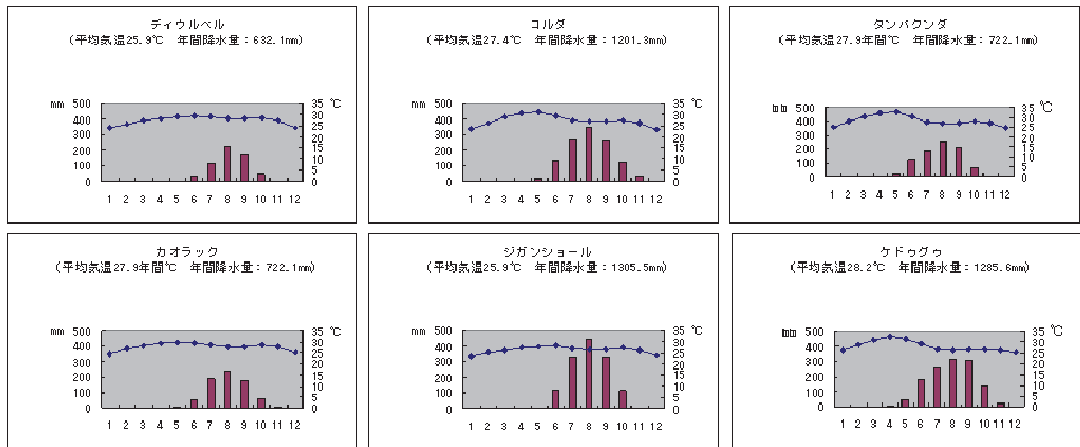 ディウルベル
(平均気温25.9℃ 年間降水量:632.1mm)
mm 500 400 300 200 100 0
35 ℃ 30 25 20 15 10 5 0
1 2 3 4 5 6 7 8 9 10 11 12
コルダ
(平均気温27.4℃ 年間降水量:1201.3mm)
mm 500 400 300 200 100 0
35 ℃ 30 25 20 15 10 5 0
1 2 3 4 5 6 7 8 9 10 11 12
タンバクンダ
(平均気温27.9年間℃ 年間降水量:722.1mm)
mm 500 400 300 200 100 0
35 ℃ 30 25 20 15 10 5 0
1 2 3 4 5 6 7 8 9 10 11 12
カオラック
(平均気温27.9年間℃ 年間降水量:722.1mm)
mm 500 400 300 200 100 0
35 ℃ 30 25 20 15 10 5 0
1 2 3 4 5 6 7 8 9 10 11 12
ジガンショール
(平均気温25.9℃ 年間降水量:1305.5mm)
mm 500 400 300 200 100 0
35 ℃ 30 25 20 15 10 5 0
1 2 3 4 5 6 7 8 9 10 11 12
ケドゥグゥ
(平均気温28.2℃ 年間降水量:1285.6mm)
mm 500 400 300 200 100 0
35 ℃ 30 25 20 15 10 5 0
1 2 3 4 5 6 7 8 9 10 11 12